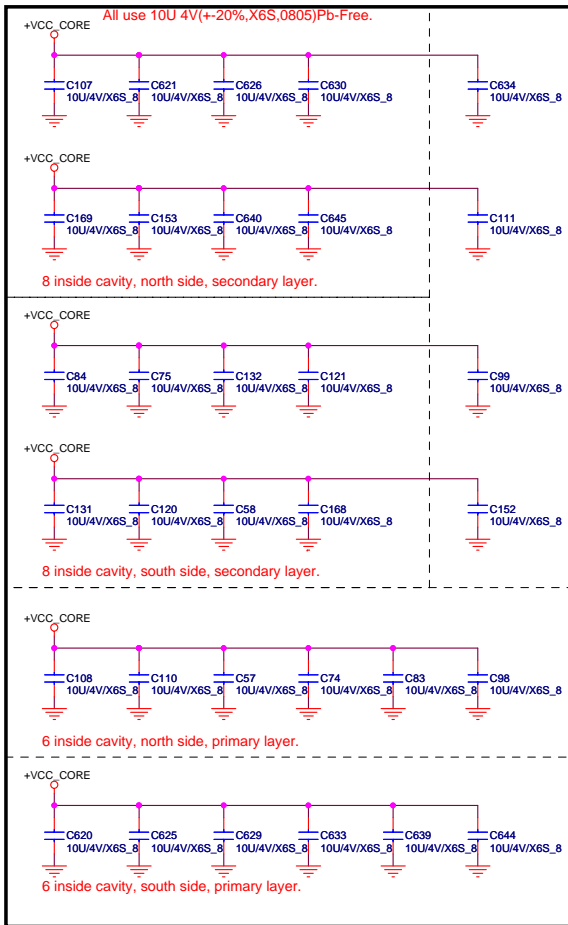 All use 10U 4V(+-20%,X6S,0805)Pb-Free.
+VCC_CORE
C107 C621 C626 C630 C634
10U/4V/X6S_8 10U/4V/X6S_8 10U/4V/X6S_8 10U/4V/X6S_8 10U/4V/X6S_8
+VCC_CORE
C169 C153 C640 C645 C111
10U/4V/X6S_8 10U/4V/X6S_8 10U/4V/X6S_8 10U/4V/X6S_8 10U/4V/X6S_8
8 inside cavity, north side, secondary layer.
+VCC_CORE
C84 C75 C132 C121 C99
10U/4V/X6S_8 10U/4V/X6S_8 10U/4V/X6S_8 10U/4V/X6S_8 10U/4V/X6S_8
+VCC_CORE
C131 C120 C58 C168 C152
10U/4V/X6S_8 10U/4V/X6S_8 10U/4V/X6S_8 10U/4V/X6S_8 10U/4V/X6S_8
8 inside cavity, south side, secondary layer.
+VCC_CORE
C108 C110 C57 C74 C83 C98
10U/4V/X6S_8 10U/4V/X6S_8 10U/4V/X6S_8 10U/4V/X6S_8 10U/4V/X6S_8 10U/4V/X6S_8
6 inside cavity, north side, primary layer.
+VCC_CORE
C620 C625 C629 C633 C639 C644
10U/4V/X6S_8 10U/4V/X6S_8 10U/4V/X6S_8 10U/4V/X6S_8 10U/4V/X6S_8 10U/4V/X6S_8
6 inside cavity, south side, primary layer.